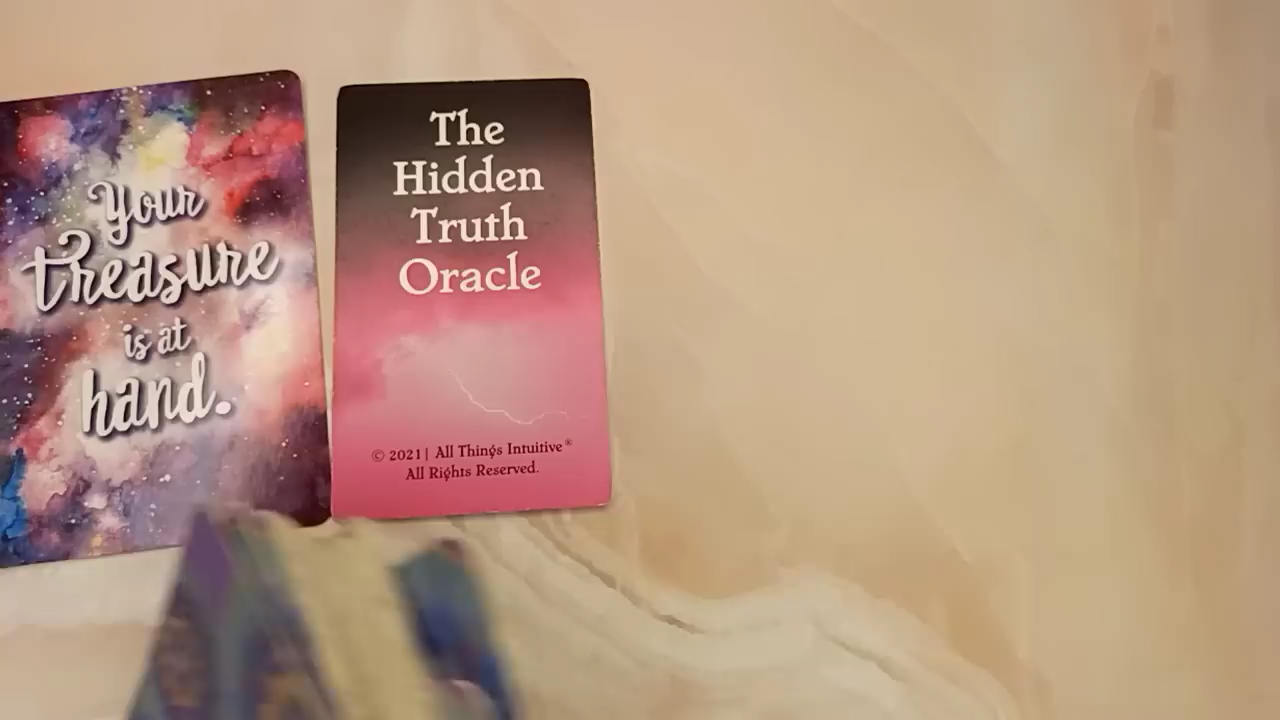 Your
treasure
is at
hand.
The
Hidden
Truth
Oracle
© 2021| All Things Intuitive®
All Rights Reserved.